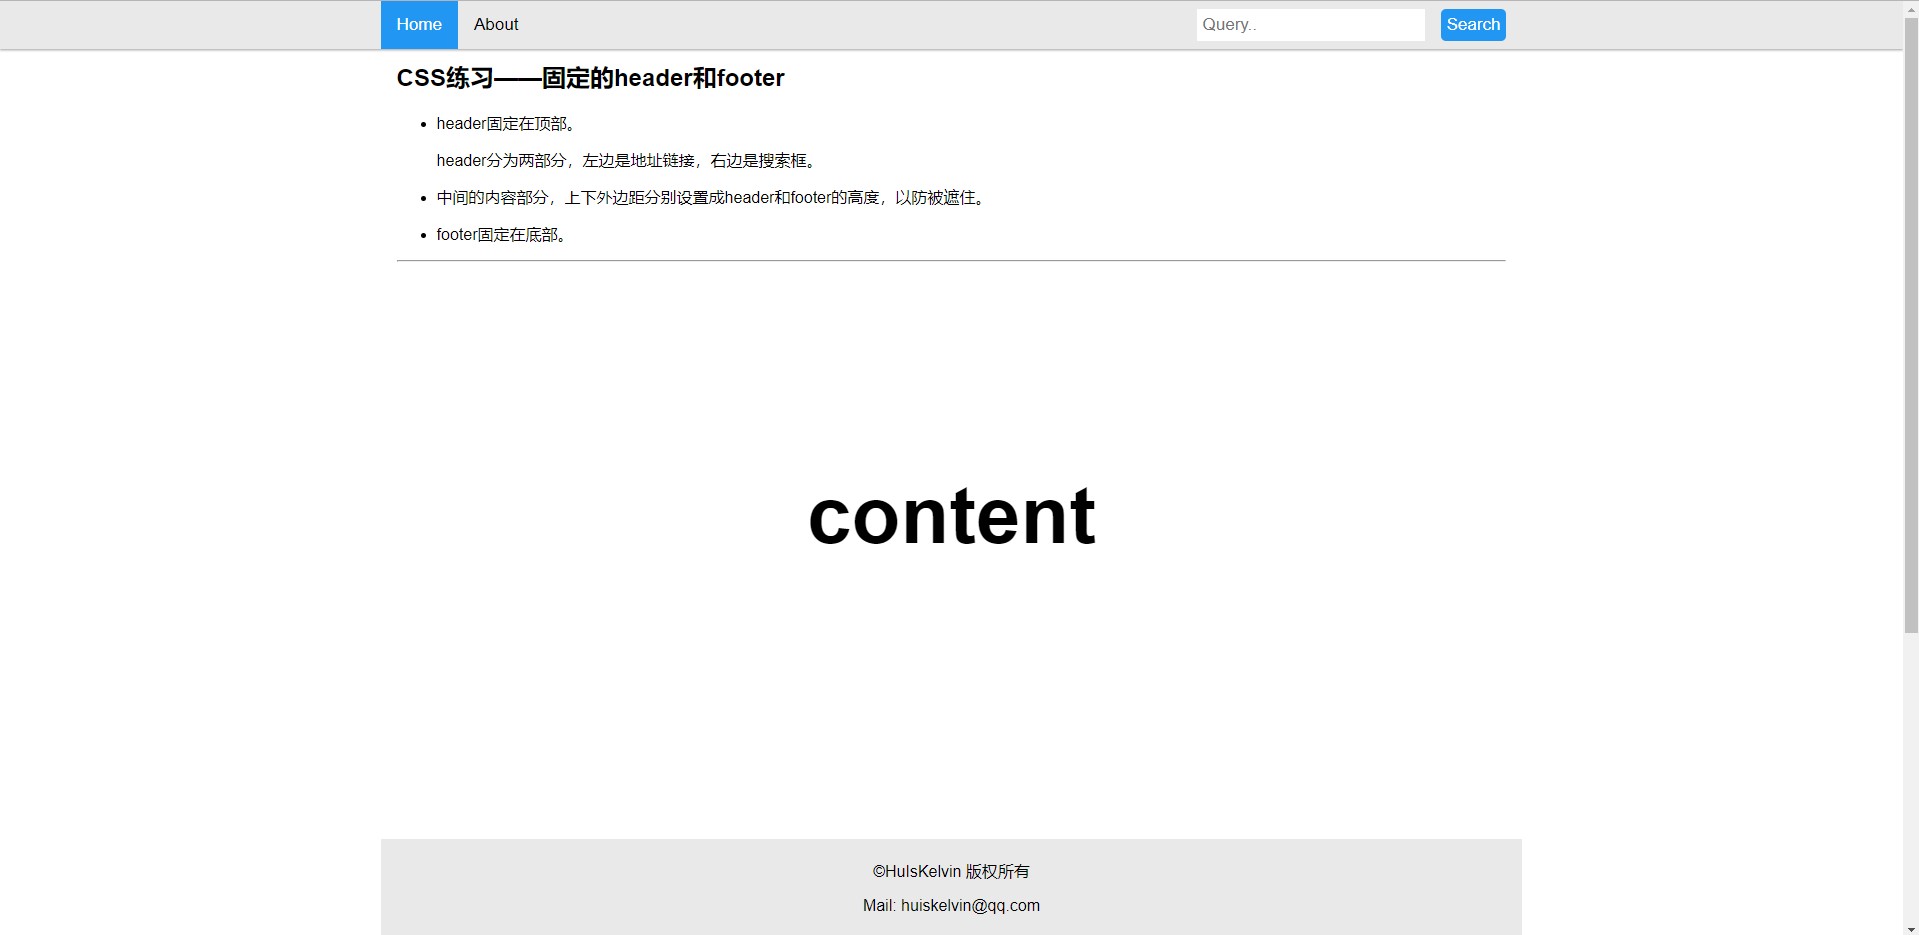 Home About Query.. Search
CSS练习——固定的header和footer
header固定在顶部。
header分为两部分，左边是地址链接，右边是搜索框。
中间的内容部分，上下外边距分别设置成header和footer的高度，以防被遮住。
footer固定在底部。
content
©HuIsKelvin 版权所有
Mail: huiskelvin@qq.com